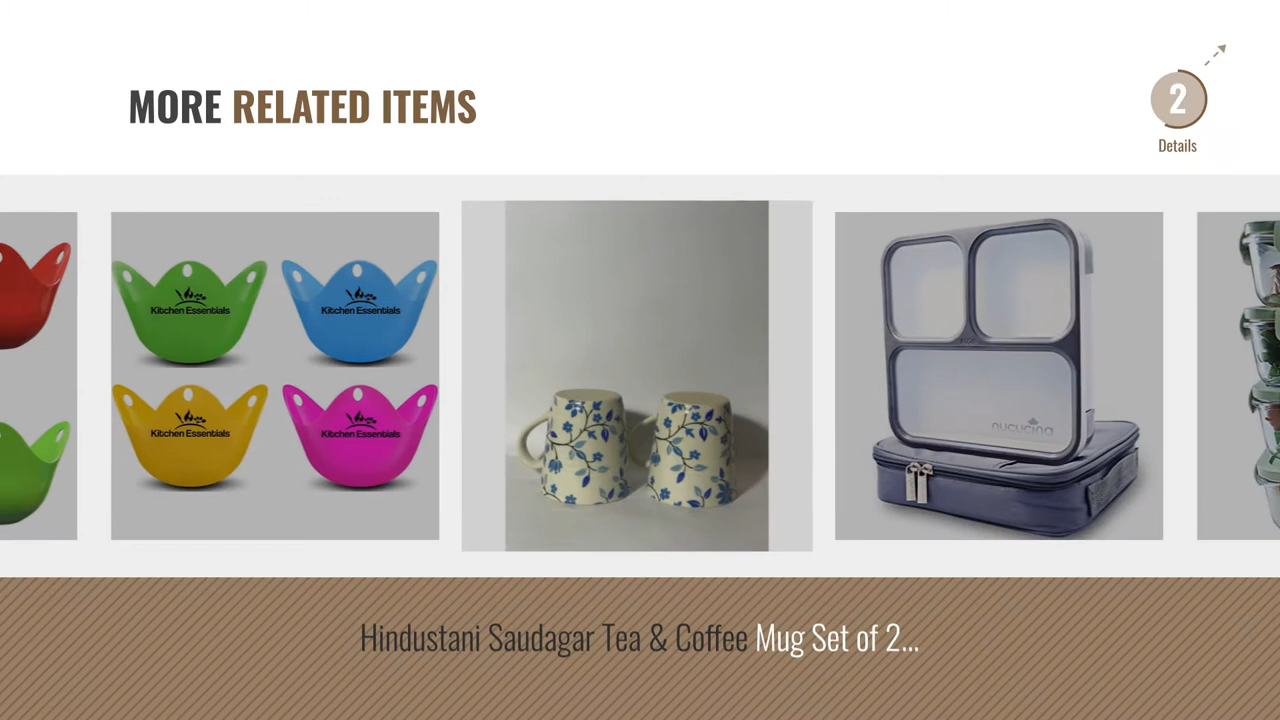 MORE RELATED ITEMS
2
Details
Kitchen Essentials
Kitchen Essentials
Kitchen Essentials
Kitchen Essentials
nucucina
Hindustani Saudagar Tea & Coffee Mug Set of 2...